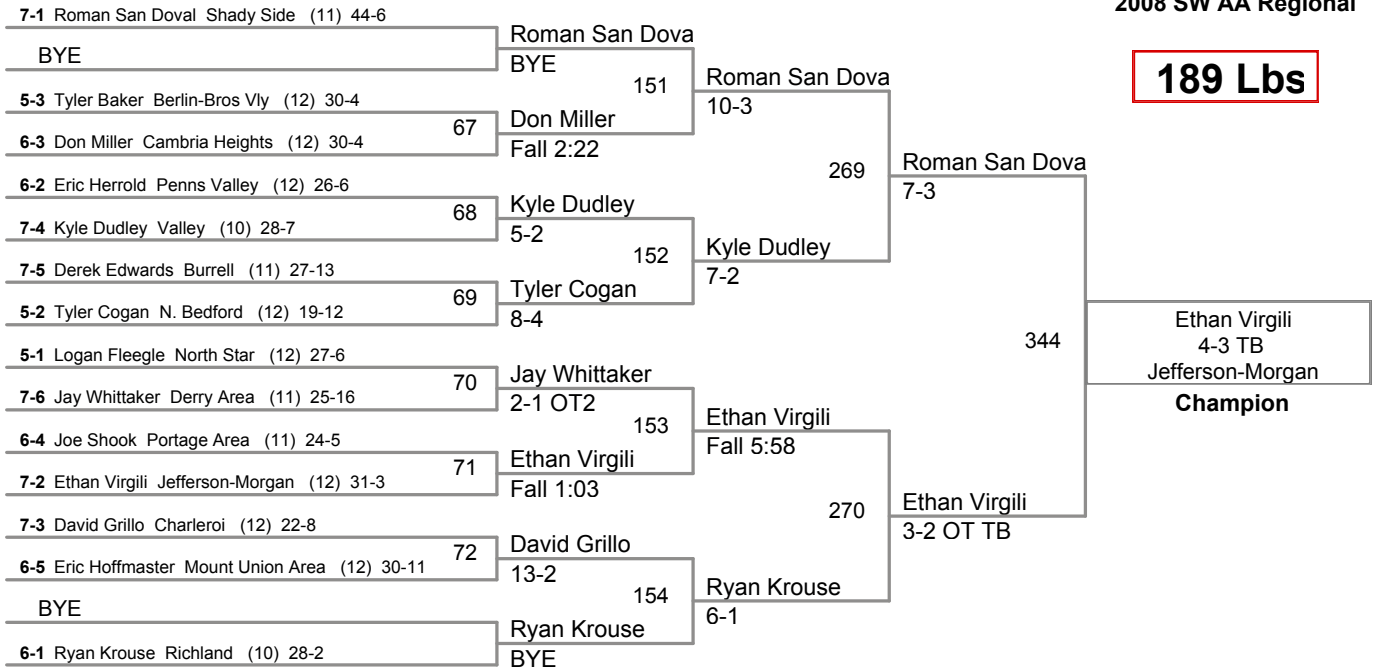 2008 SW AA Regional
189 Lbs
7-1 Roman San Doval Shady Side (11) 44-6
BYE
5-3 Tyler Baker Berlin-Bros Vly (12) 30-4
6-3 Don Miller Cambria Heights (12) 30-4
6-2 Eric Herrold Penns Valley (12) 26-6
7-4 Kyle Dudley Valley (10) 28-7
7-5 Derek Edwards Burrell (11) 27-13
5-2 Tyler Cogan N. Bedford (12) 19-12
5-1 Logan Fleegle North Star (12) 27-6
7-6 Jay Whittaker Derry Area (11) 25-16
6-4 Joe Shook Portage Area (11) 24-5
7-2 Ethan Virgili Jefferson-Morgan (12) 31-3
7-3 David Grillo Charleroi (12) 22-8
6-5 Eric Hoffmaster Mount Union Area (12) 30-11
BYE
6-1 Ryan Krouse Richland (10) 28-2
67
68
69
70
71
72
Roman San Dova
BYE
Don Miller
Fall 2:22
Kyle Dudley
5-2
Tyler Cogan
8-4
Jay Whittaker
2-1 OT2
Ethan Virgili
Fall 1:03
David Grillo
13-2
Ryan Krouse
BYE
151
152
153
154
Roman San Dova
10-3
Kyle Dudley
7-2
Ethan Virgili
Fall 5:58
Ryan Krouse
6-1
269
270
Roman San Dova
7-3
Ethan Virgili
3-2 OT TB
344
Ethan Virgili
4-3 TB
Jefferson-Morgan
Champion